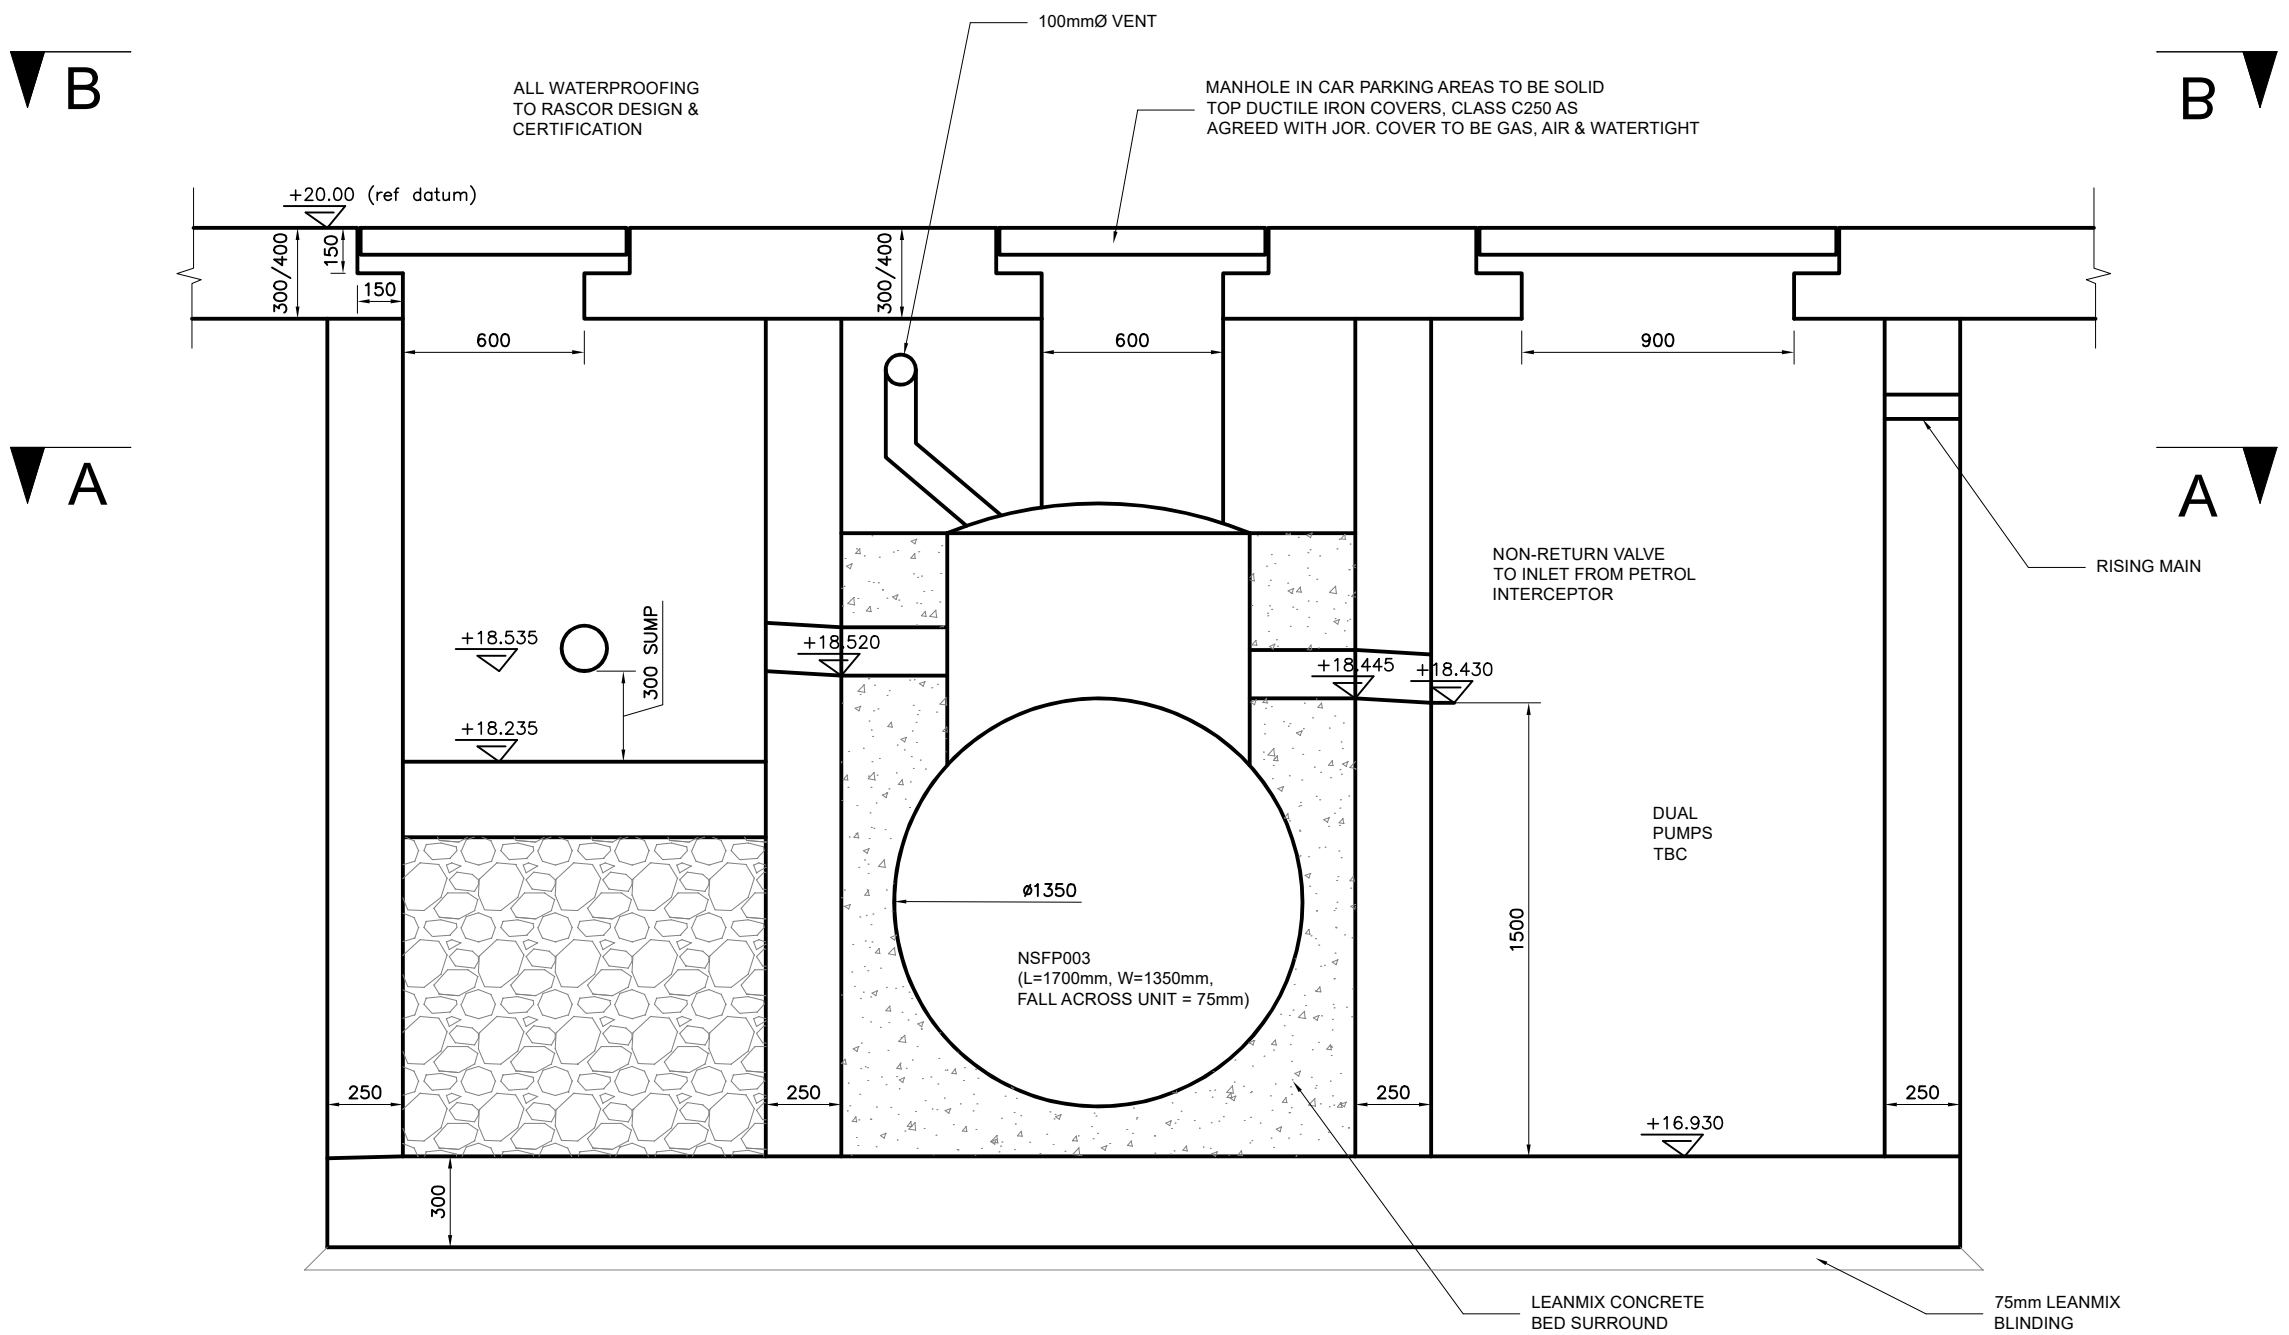 100mmØ VENT
B
B
ALL WATERPROOFING
TO RASCOR DESIGN &
CERTIFICATION
MANHOLE IN CAR PARKING AREAS TO BE SOLID
TOP DUCTILE IRON COVERS, CLASS C250 AS
AGREED WITH JOR. COVER TO BE GAS, AIR & WATERTIGHT
+20.00 (ref datum)
300/400
150
150
300/400
600
600
900
A
A
NON-RETURN VALVE
TO INLET FROM PETROL
INTERCEPTOR
RISING MAIN
+18.535
300 SUMP
+18.520
+18.445
+18.430
+18.235
DUAL
PUMPS
TBC
ø1350
1500
NSFP003
(L=1700mm, W=1350mm,
FALL ACROSS UNIT = 75mm)
250
250
250
250
+16.930
300
LEANMIX CONCRETE
BED SURROUND
75mm LEANMIX
BLINDING